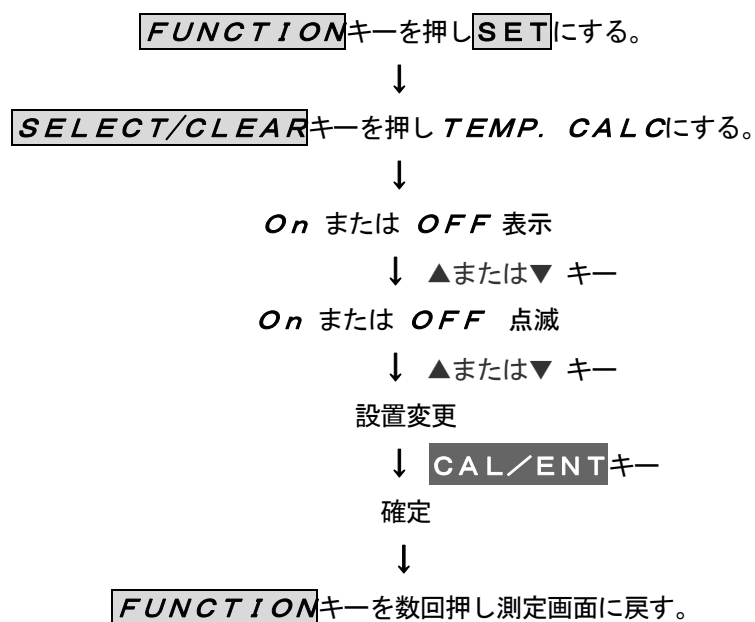 ＦＵＮＣＴＩＯＮキーを押しＳＥＴにする。
↓
ＳＥＬＥＣＴ/ＣＬＥＡＲキーを押しＴＥＭＰ．　ＣＡＬＣにする。
↓
Ｏｎ または ＯＦＦ 表示
↓ ▲または▼ キー
Ｏｎ または ＯＦＦ 点滅
↓ ▲または▼ キー
設置変更
↓ ＣＡＬ／ＥＮＴキー
確定
↓
ＦＵＮＣＴＩＯＮキーを数回押し測定画面に戻す。